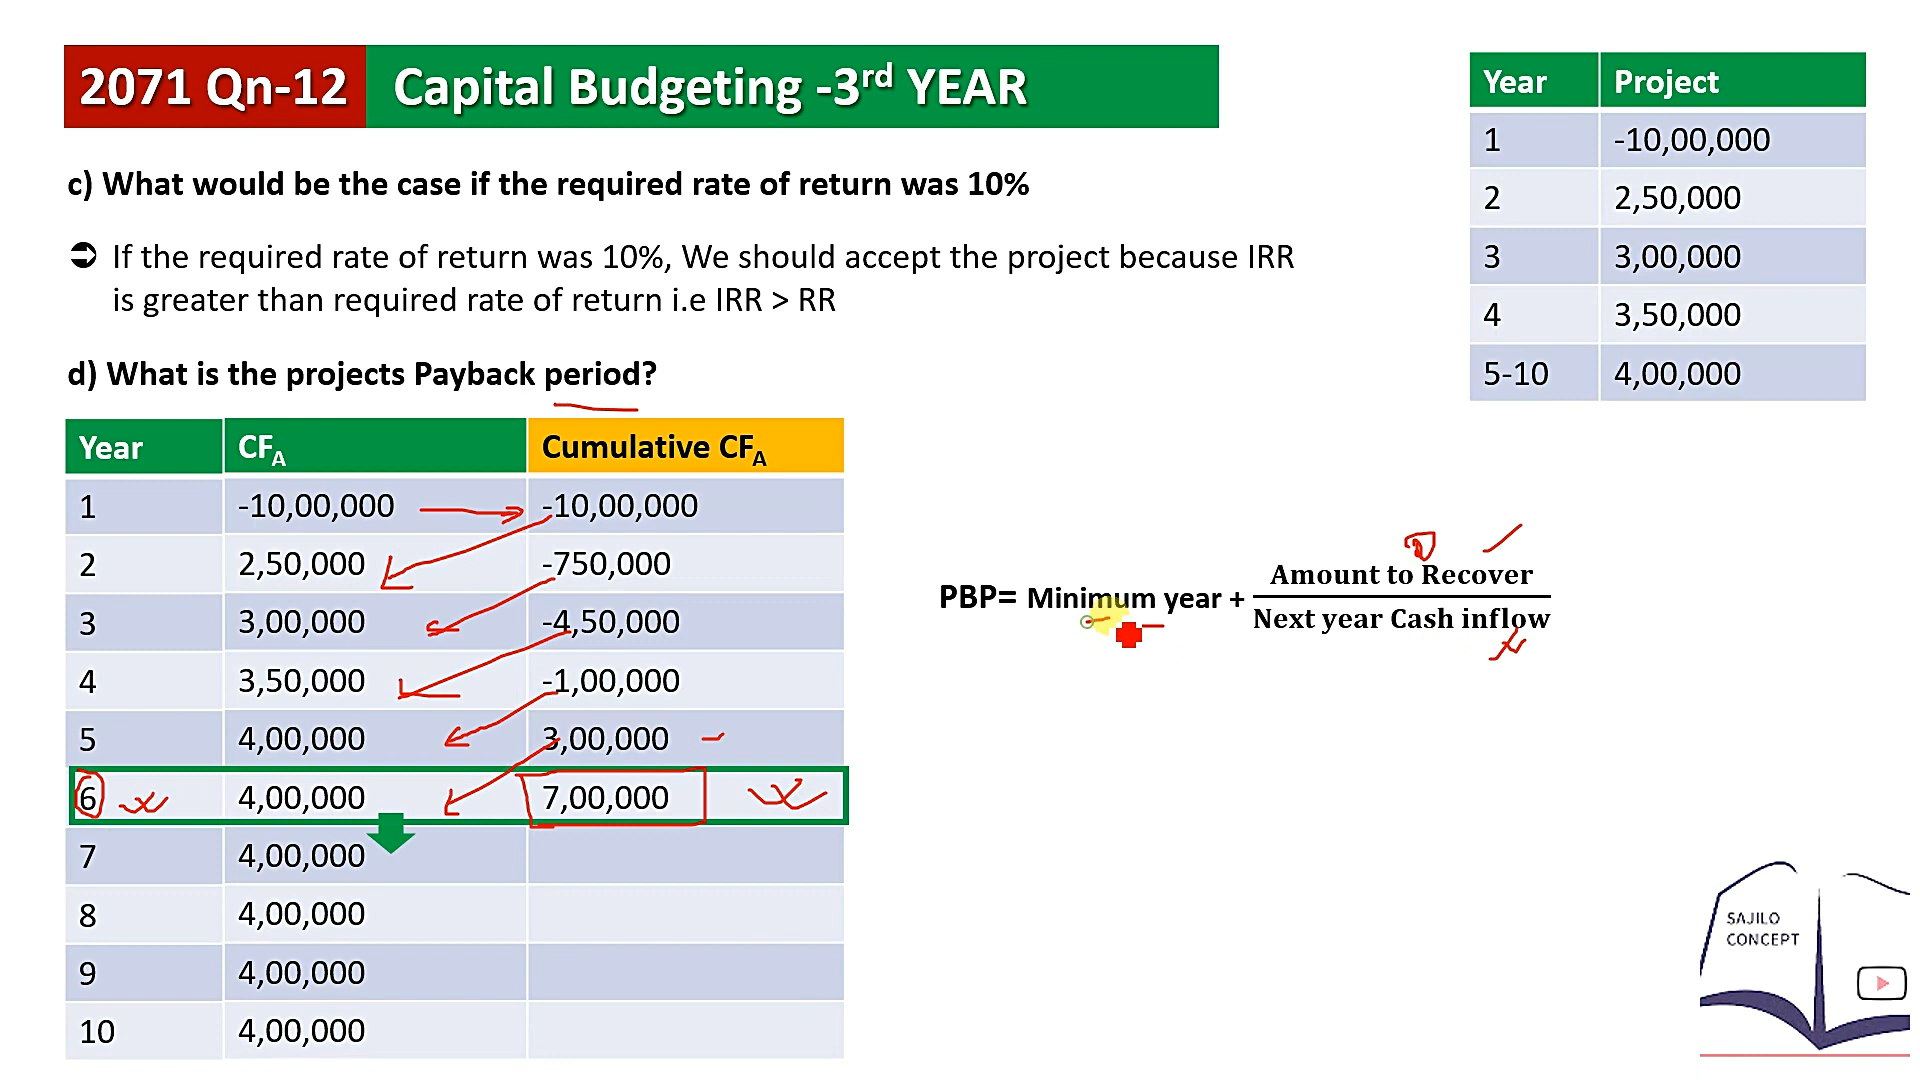 2071 Qn-12 Capital Budgeting -3rd YEAR
c) What would be the case if the required rate of return was 10%
If the required rate of return was 10%, We should accept the project because IRR
is greater than required rate of return i.e IRR > RR
d) What is the projects Payback period?
Year Project
1 -10,00,000
2 2,50,000
3 3,00,000
4 3,50,000
5-10 4,00,000
Year CFA Cumulative CFA
1 -10,00,000 -10,00,000
2 2,50,000 -750,000
3 3,00,000 -4,50,000
4 3,50,000 -1,00,000
5 4,00,000 3,00,000
6 4,00,000 7,00,000
7 4,00,000
8 4,00,000
9 4,00,000
10 4,00,000
Amount to Recover
PBP= Minimum year +
Next year Cash inflow
SAJILO
CONCEPT